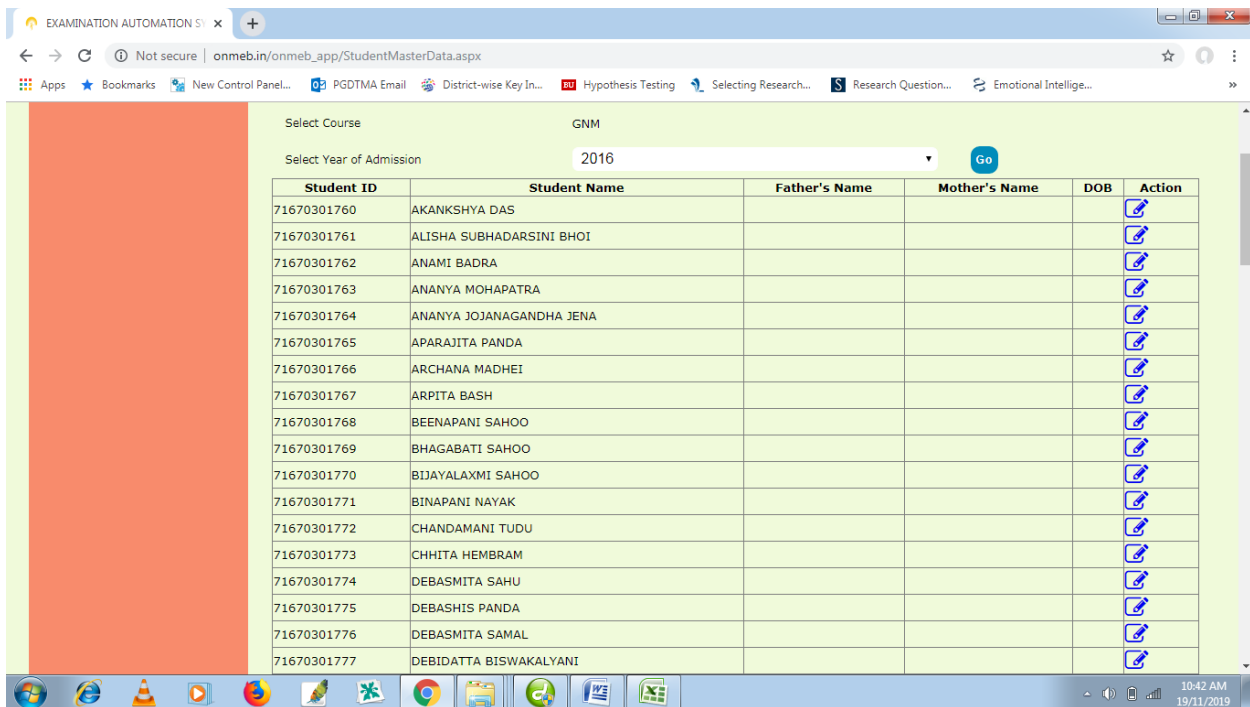 EXAMINATION AUTOMATION SY
Not secure | onmeb.in/onmeb_app/StudentMasterData.aspx
Apps Bookmarks New Control Panel... PGDTMA Email District-wise Key In... BU Hypothesis Testing Selecting Research... S Research Question... Emotional Intellige... »
Select Course GNM
Select Year of Admission 2016 Go
Student ID Student Name Father's Name Mother's Name DOB Action
71670301760 AKANKSHYA DAS
71670301761 ALISHA SUBHADARSINI BHOI
71670301762 ANAMI BADRA
71670301763 ANANYA MOHAPATRA
71670301764 ANANYA JOJANAGANDHA JENA
71670301765 APARAJITA PANDA
71670301766 ARCHANA MADHEI
71670301767 ARPITA BASH
71670301768 BEENAPANI SAHOO
71670301769 BHAGABATI SAHOO
71670301770 BIJAYALAXMI SAHOO
71670301771 BINAPANI NAYAK
71670301772 CHANDAMANI TUDU
71670301773 CHHITA HEMBRAM
71670301774 DEBASMITA SAHU
71670301775 DEBASHIS PANDA
71670301776 DEBASMITA SAMAL
71670301777 DEBIDATTA BISWAKALYANI
10:42 AM
19/11/2019